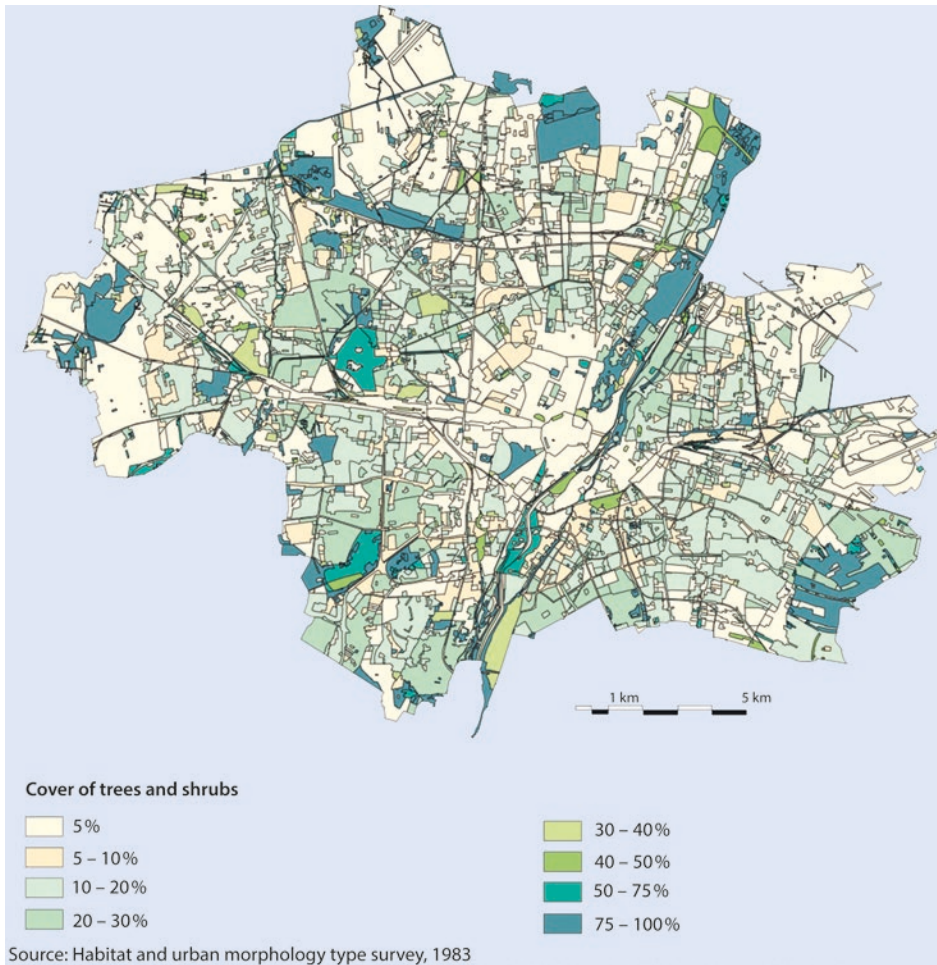 1 km 5 km
Cover of trees and shrubs
5 %
5 – 10 %
10 – 20 %
20 – 30 %
30 – 40 %
40 – 50 %
50 – 75 %
75 – 100 %
Source: Habitat and urban morphology type survey, 1983